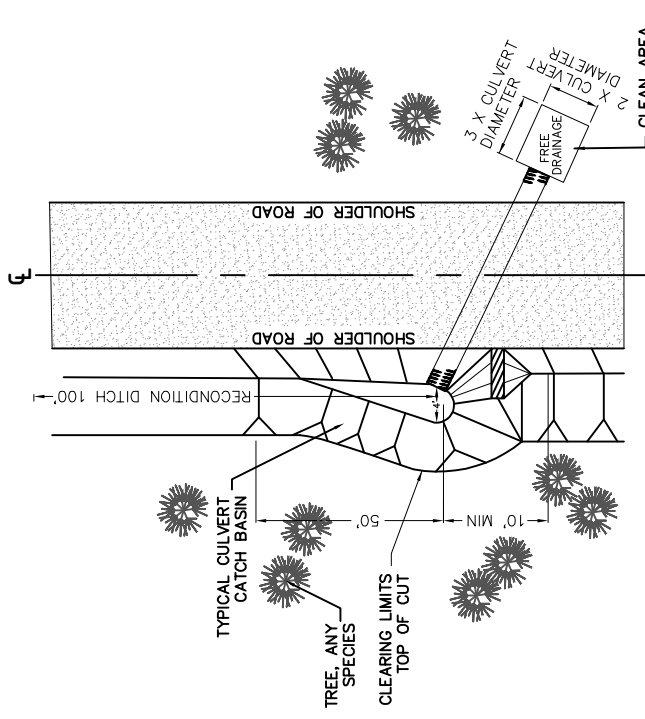 ℄
SHOULDER OF ROAD
SHOULDER OF ROAD
RECONDITION DITCH 100'
TYPICAL CULVERT
CATCH BASIN
TREE, ANY
SPECIES
CLEARING LIMITS
TOP OF CUT
50'
10' MIN
4'
3 X CULVERT
DIAMETER
2 X CULVERT
DIAMETER
FREE
DRAINAGE
CLEAN AREA